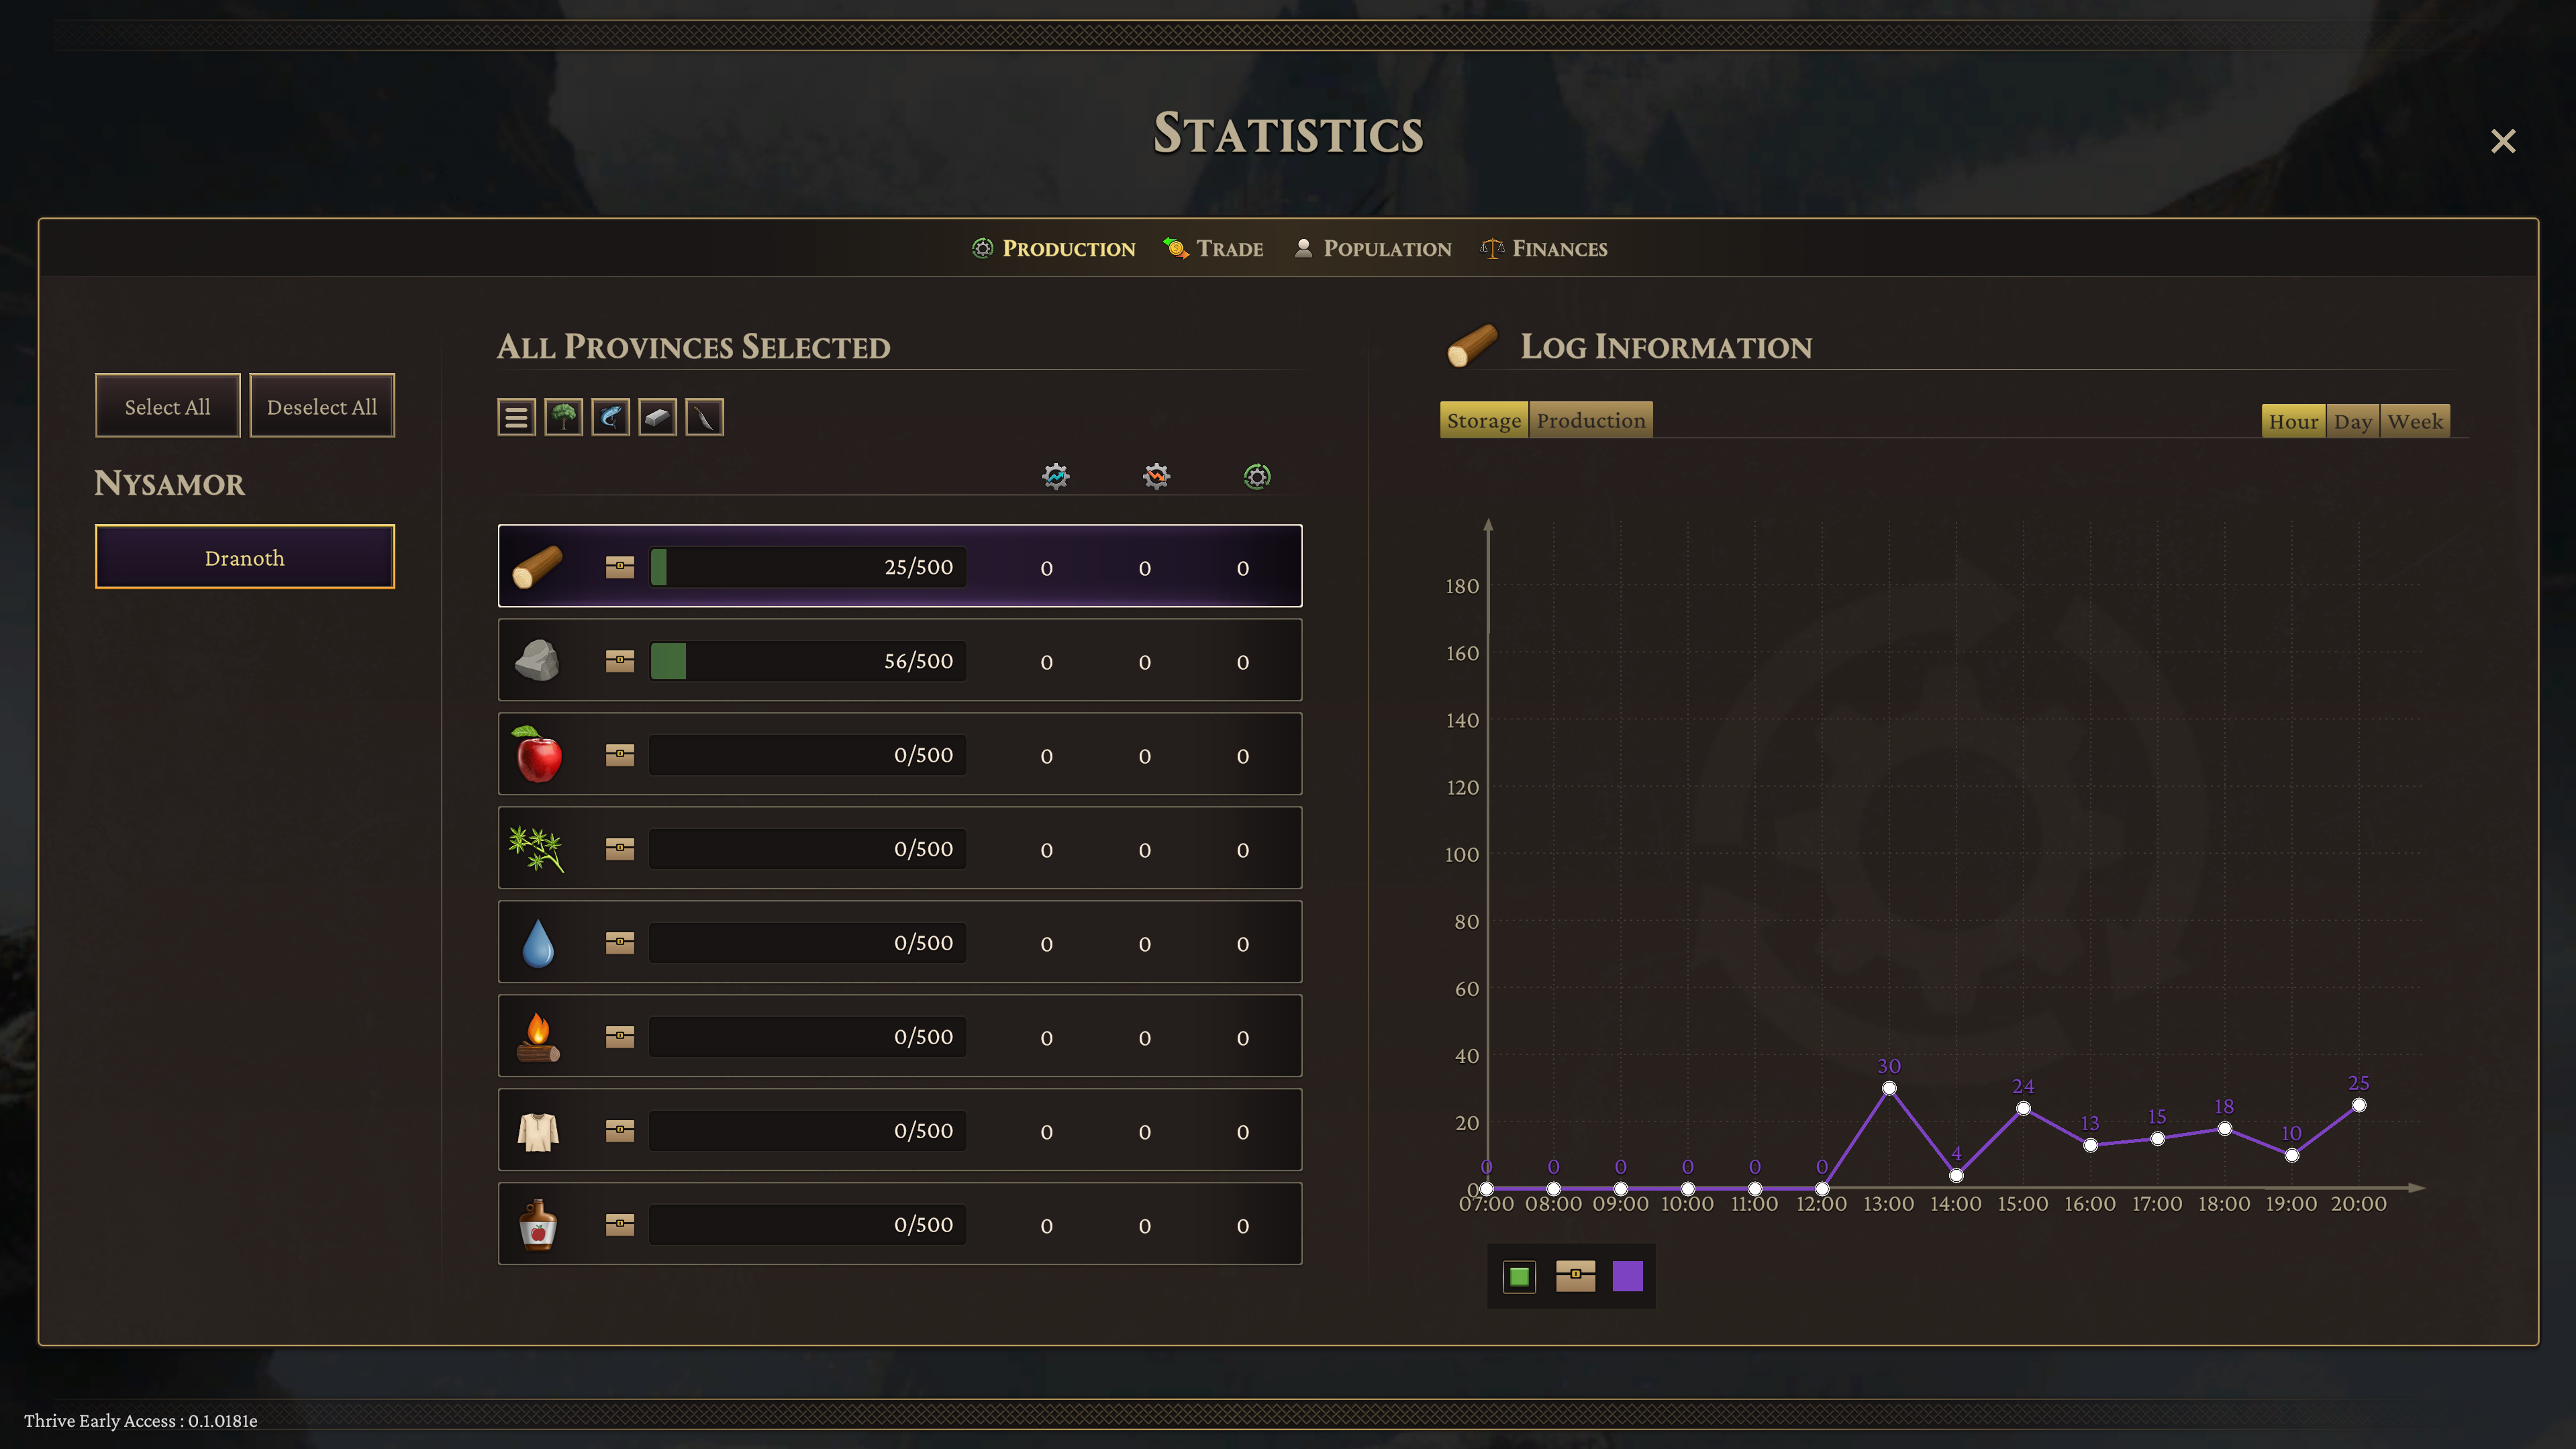 Statistics
Production Trade Population Finances
All Provinces Selected
Log Information
Select All Deselect All
Storage Production
Hour Day Week
Nysamor
Dranoth
25/500 0 0 0
56/500 0 0 0
0/500 0 0 0
0/500 0 0 0
0/500 0 0 0
0/500 0 0 0
0/500 0 0 0
0/500 0 0 0
180
160
140
120
100
80
60
40
20
0
0 0 0 0 0 0 30 4 24 13 15 18 10 25
07:00 08:00 09:00 10:00 11:00 12:00 13:00 14:00 15:00 16:00 17:00 18:00 19:00 20:00
Thrive Early Access : 0.1.0181e